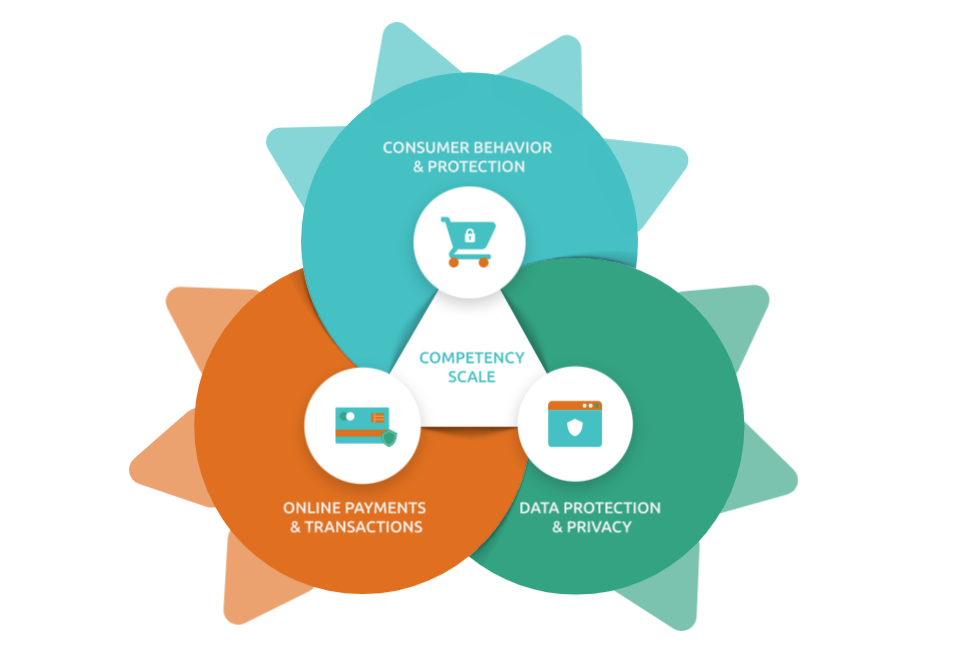 CONSUMER BEHAVIOR
& PROTECTION
COMPETENCY
SCALE
ONLINE PAYMENTS
& TRANSACTIONS
DATA PROTECTION
& PRIVACY